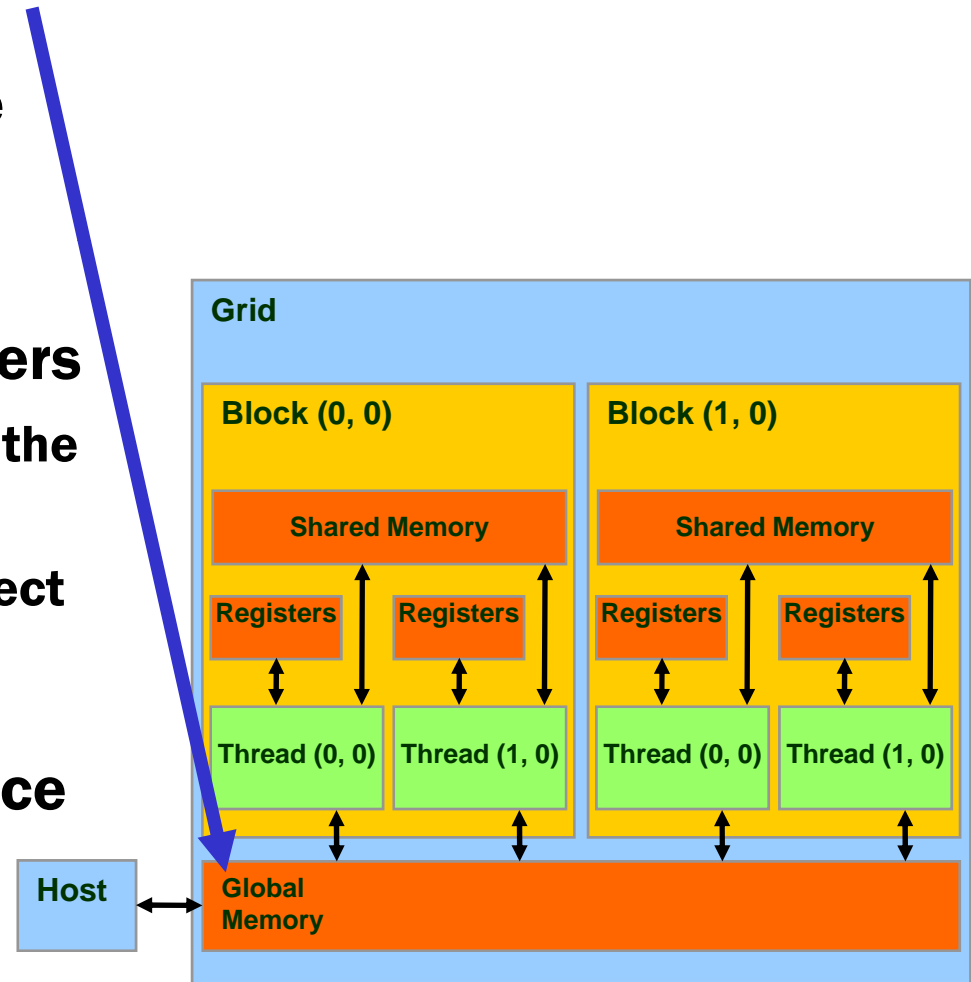 e
ers
the
ect
ce
Grid
Block (0, 0)
Block (1, 0)
Shared Memory
Shared Memory
Registers
Registers
Registers
Registers
Thread (0, 0)
Thread (1, 0)
Thread (0, 0)
Thread (1, 0)
Host
Global
Memory